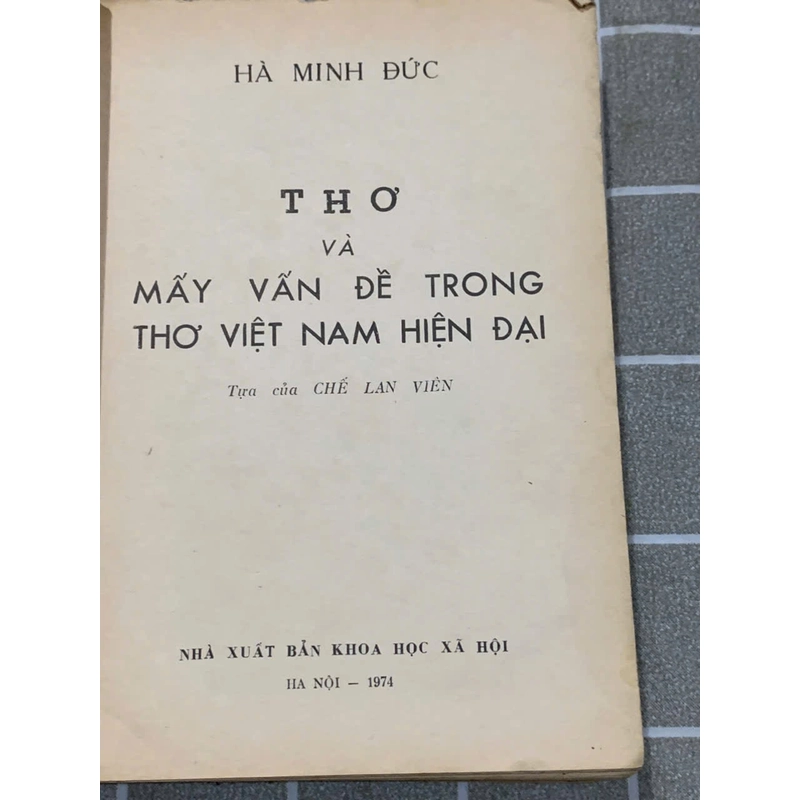 HÀ MINH ĐỨC
THƠ
VÀ
MẤY VẤN ĐỀ TRONG
THƠ VIỆT NAM HIỆN ĐẠI
Tựa của CHẾ LAN VIÊN
NHÀ XUẤT BẢN KHOA HỌC XÃ HỘI
HA NỘI — 1974